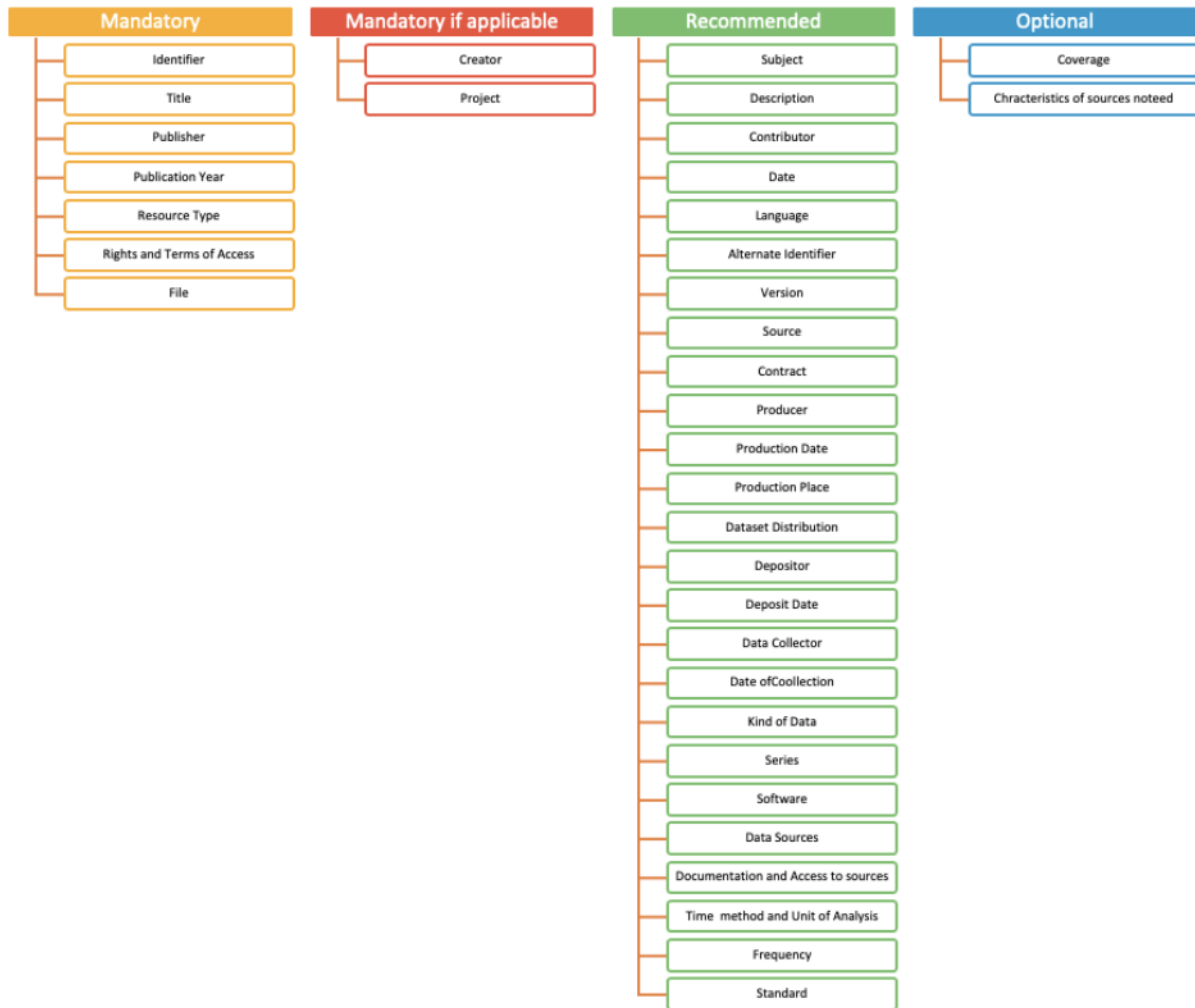 Mandatory
Identifier
Title
Publisher
Publication Year
Resource Type
Rights and Terms of Access
File
Mandatory if applicable
Creator
Project
Recommended
Subject
Description
Contributor
Date
Language
Alternate Identifier
Version
Source
Contract
Producer
Production Date
Production Place
Dataset Distribution
Depositor
Deposit Date
Data Collector
Date ofCoollection
Kind of Data
Series
Software
Data Sources
Documentation and Access to sources
Time  method and Unit of Analysis
Frequency
Standard
Optional
Coverage
Chracteristics of sources noteed